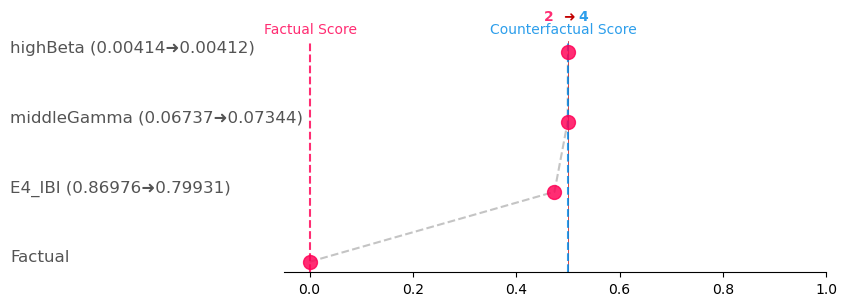 2 ➜ 4
Factual Score Counterfactual Score
highBeta (0.00414➜0.00412)
middleGamma (0.06737➜0.07344)
E4_IBI (0.86976➜0.79931)
Factual
0.0 0.2 0.4 0.6 0.8 1.0